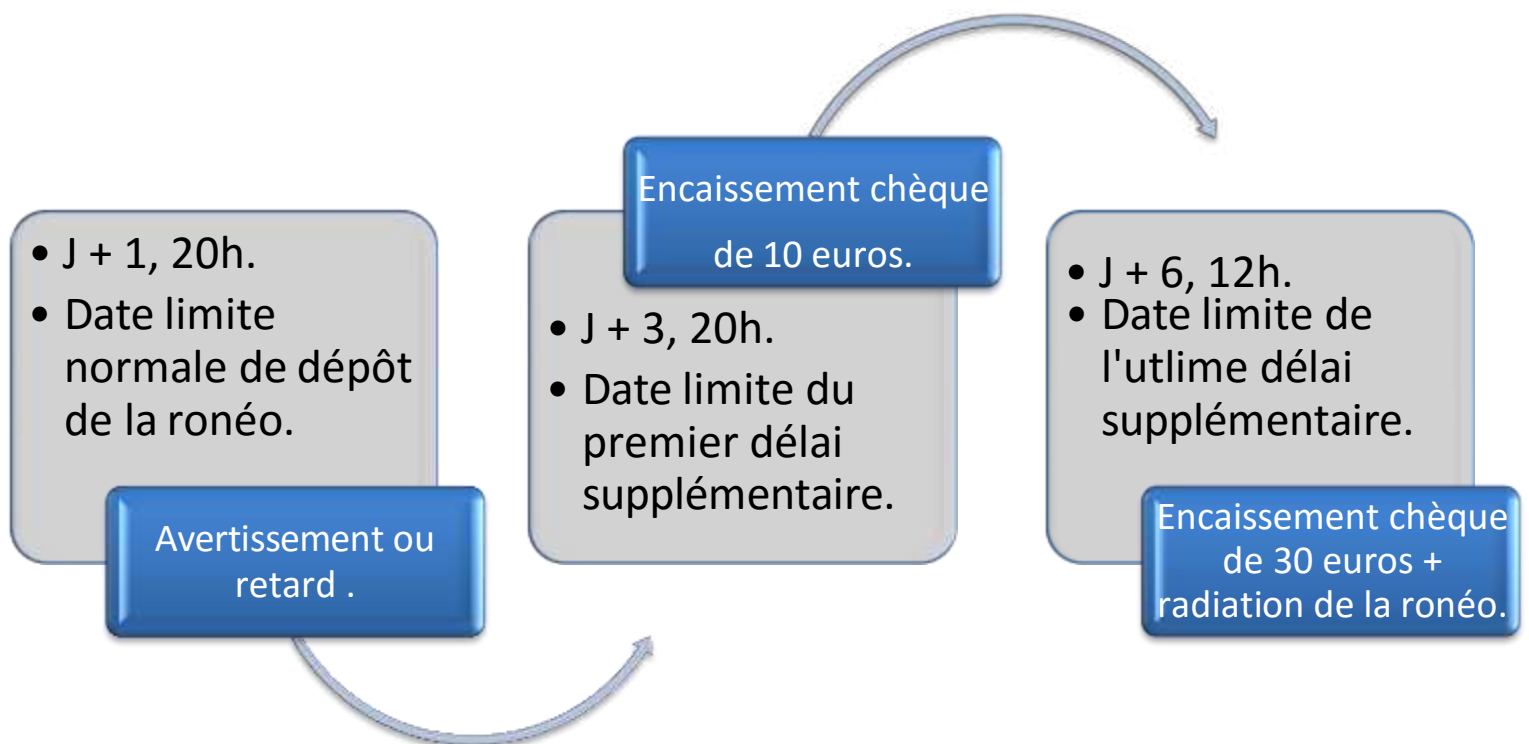 • J + 1, 20h.
• Date limite
normale de dépôt
de la ronéo.
Avertissement ou
retard .
Encaissement chèque
de 10 euros.
• J + 3, 20h.
• Date limite du
premier délai
supplémentaire.
• J + 6, 12h.
• Date limite de
l'utlime délai
supplémentaire.
Encaissement chèque
de 30 euros +
radiation de la ronéo.